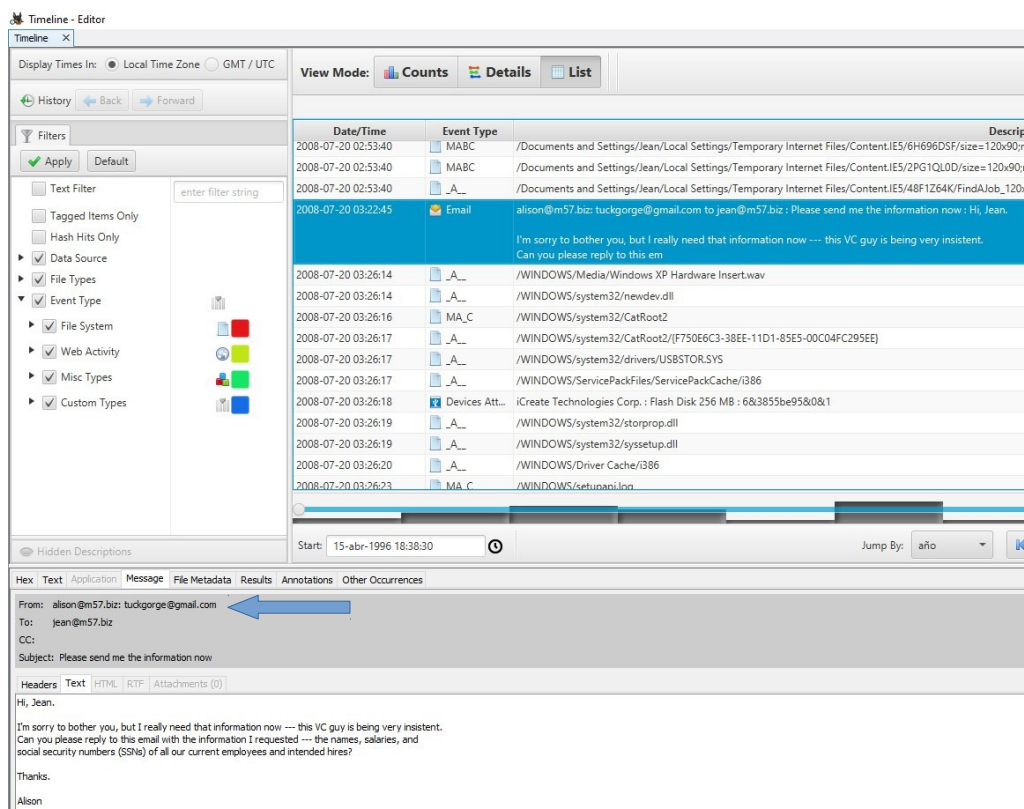 Timeline - Editor
Timeline X
Display Times In: Local Time Zone GMT / UTC
History Back Forward
Filters
Apply Default
Text Filter enter filter string
Tagged Items Only
Hash Hits Only
Data Source
File Types
Event Type
File System
Web Activity
Misc Types
Custom Types
Hidden Descriptions
View Mode: Counts Details List
Date/Time Event Type Descrip
2008-07-20 02:53:40 MABC /Documents and Settings/Jean/Local Settings/Temporary Internet Files/Content.IE5/6H696DSF/size=120x90;r
2008-07-20 02:53:40 MABC /Documents and Settings/Jean/Local Settings/Temporary Internet Files/Content.IE5/2PG1QL0D/size=120x90;
2008-07-20 02:53:40 _A__ /Documents and Settings/Jean/Local Settings/Temporary Internet Files/Content.IE5/48F1Z64K/FindAJob_120x
2008-07-20 03:22:45 Email alison@m57.biz: tuckgorge@gmail.com to jean@m57.biz : Please send me the information now : Hi, Jean.
I'm sorry to bother you, but I really need that information now --- this VC guy is being very insistent.
Can you please reply to this em
2008-07-20 03:26:14 _A__ /WINDOWS/Media/Windows XP Hardware Insert.wav
2008-07-20 03:26:14 _A__ /WINDOWS/system32/newdev.dll
2008-07-20 03:26:16 MA_C /WINDOWS/system32/CatRoot2
2008-07-20 03:26:17 _A__ /WINDOWS/system32/CatRoot2/{F750E6C3-38EE-11D1-85E5-00C04FC295EE}
2008-07-20 03:26:17 _A__ /WINDOWS/system32/drivers/USBSTOR.SYS
2008-07-20 03:26:17 _A__ /WINDOWS/ServicePackFiles/ServicePackCache/i386
2008-07-20 03:26:18 Devices Att... iCreate Technologies Corp. : Flash Disk 256 MB : 6&3855be95&0&1
2008-07-20 03:26:19 _A__ /WINDOWS/system32/storprop.dll
2008-07-20 03:26:19 _A__ /WINDOWS/system32/syssetup.dll
2008-07-20 03:26:20 _A__ /WINDOWS/Driver Cache/i386
2008-07-20 03:26:23 MA_C /WINDOWS/setupapi.log
Start: 15-abr-1996 18:38:30 Jump By: año
Hex Text Application Message File Metadata Results Annotations Other Occurrences
From: alison@m57.biz: tuckgorge@gmail.com
To: jean@m57.biz
CC:
Subject: Please send me the information now
Headers Text HTML RTF Attachments (0)
Hi, Jean.
I'm sorry to bother you, but I really need that information now --- this VC guy is being very insistent.
Can you please reply to this email with the information I requested --- the names, salaries, and
social security numbers (SSNs) of all our current employees and intended hires?
Thanks.
Alison